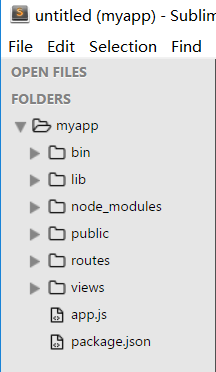 untitled (myapp) - Sublim
File Edit Selection Find
OPEN FILES
FOLDERS
myapp
bin
lib
node_modules
public
routes
views
app.js
package.json